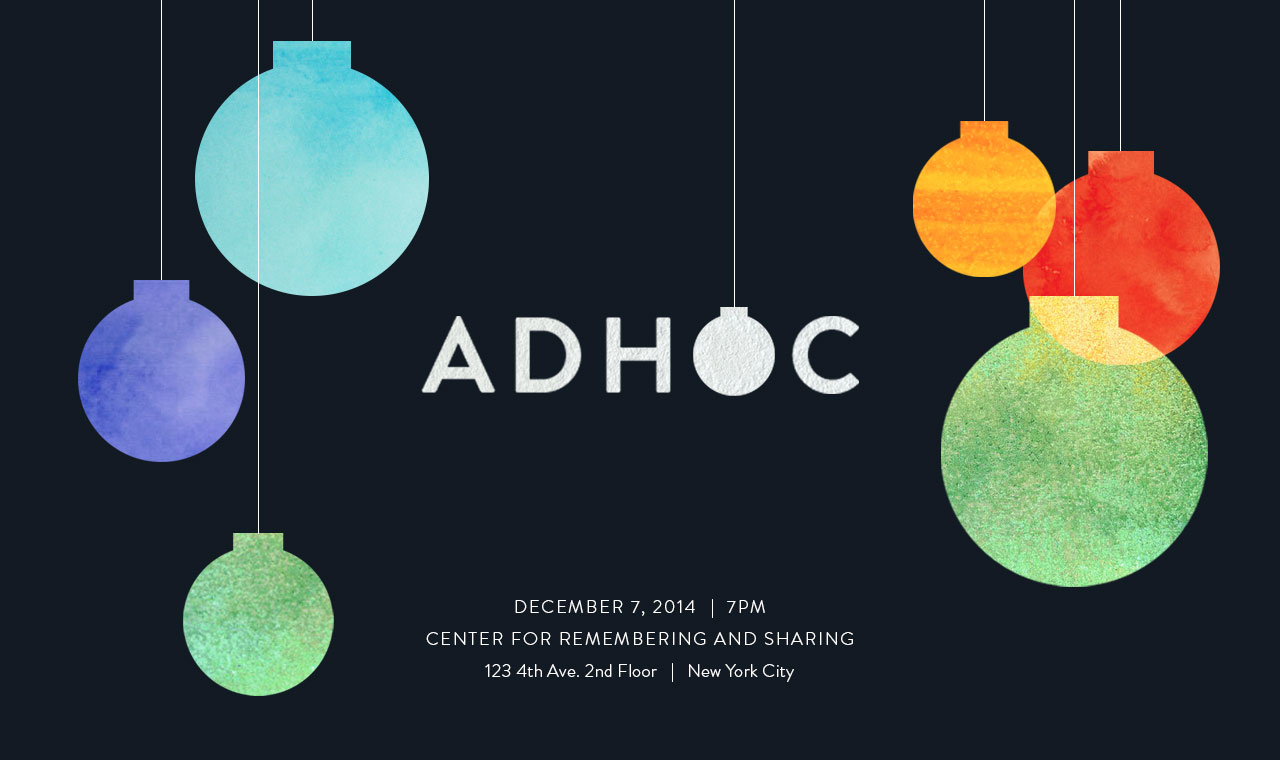 ADHOC
DECEMBER 7, 2014 | 7PM
CENTER FOR REMEMBERING AND SHARING
123 4th Ave. 2nd Floor | New York City